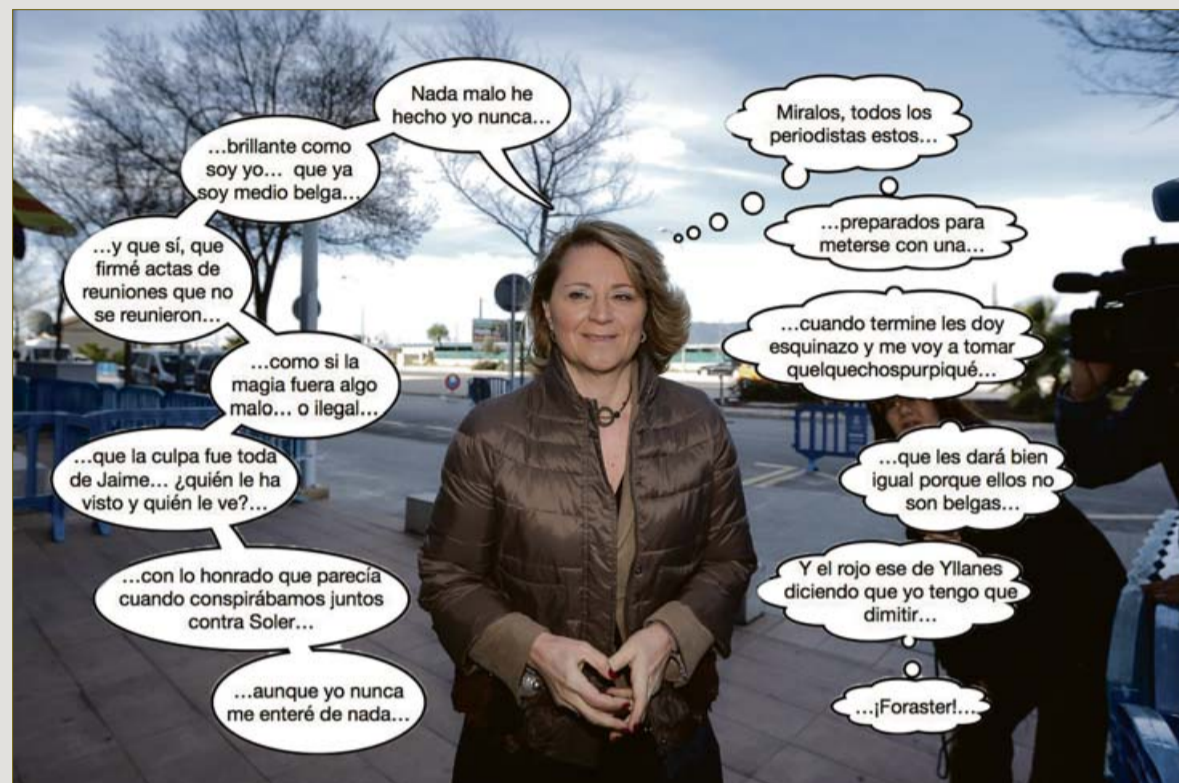 Nada malo he
hecho yo nunca…
…brillante como
soy yo… que ya
soy medio belga…
…y que sí, que
firmé actas de
reuniones que no
se reunieron…
…como si la
magia fuera algo
malo… o ilegal…
…que la culpa fue toda
de Jaime… ¿quién le ha
visto y quién le ve?…
…con lo honrado que parecía
cuando conspirábamos juntos
contra Soler…
…aunque yo nunca
me enteré de nada…
Miralos, todos los
periodistas estos…
…preparados para
meterse con una…
…cuando termine les doy
esquinazo y me voy a tomar
quelquechospurpiqué…
…que les dará bien
igual porque ellos no
son belgas…
Y el rojo ese de Yllanes
diciendo que yo tengo que
dimitir…
…¡Foraster!…